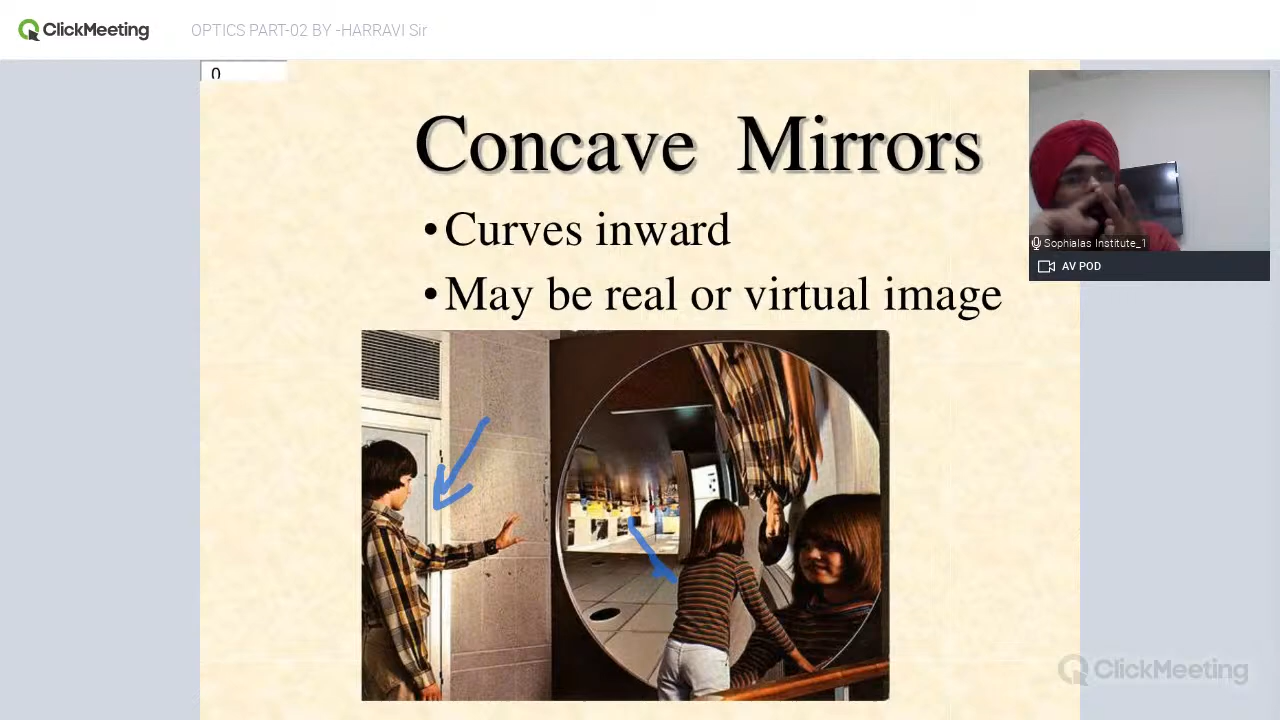 ClickMeeting
OPTICS PART-02 BY -HARRAVI Sir
0
Concave Mirrors
•Curves inward
•May be real or virtual image
Sophialas Institute_1
AV POD
ClickMeeting